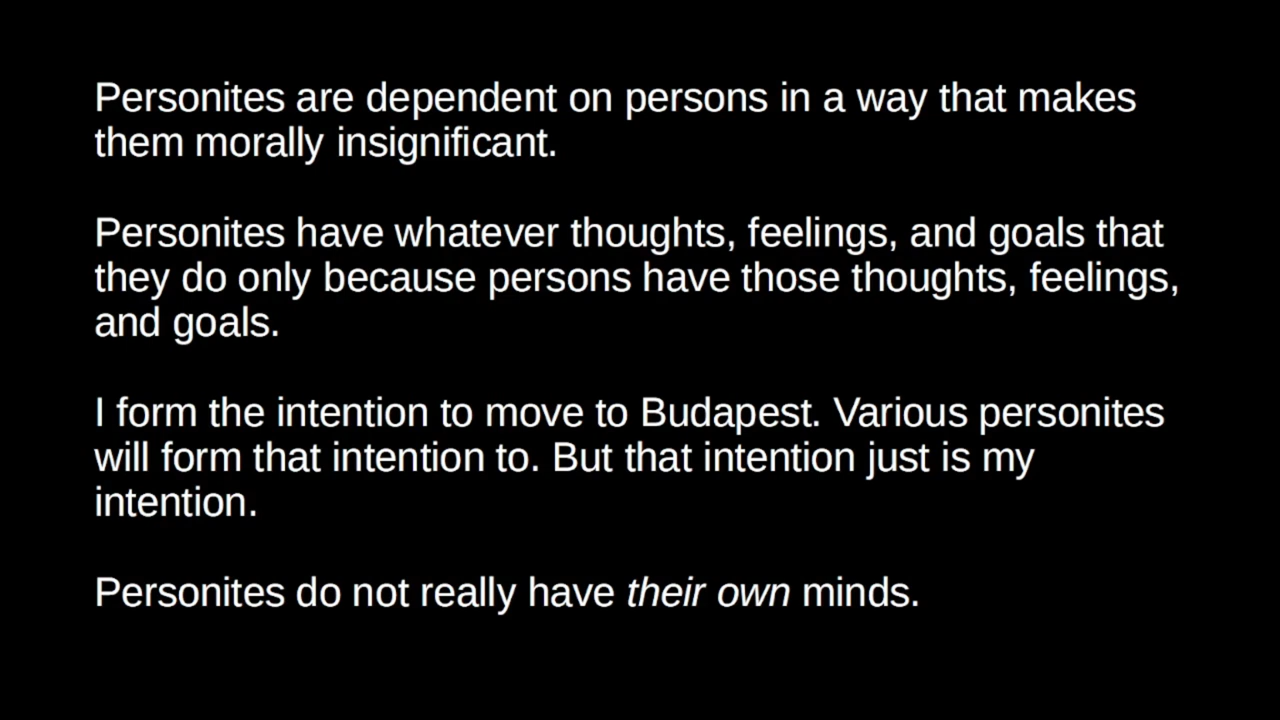 Personites are dependent on persons in a way that makes
them morally insignificant.
Personites have whatever thoughts, feelings, and goals that
they do only because persons have those thoughts, feelings,
and goals.
I form the intention to move to Budapest. Various personites
will form that intention to. But that intention just is my
intention.
Personites do not really have their own minds.